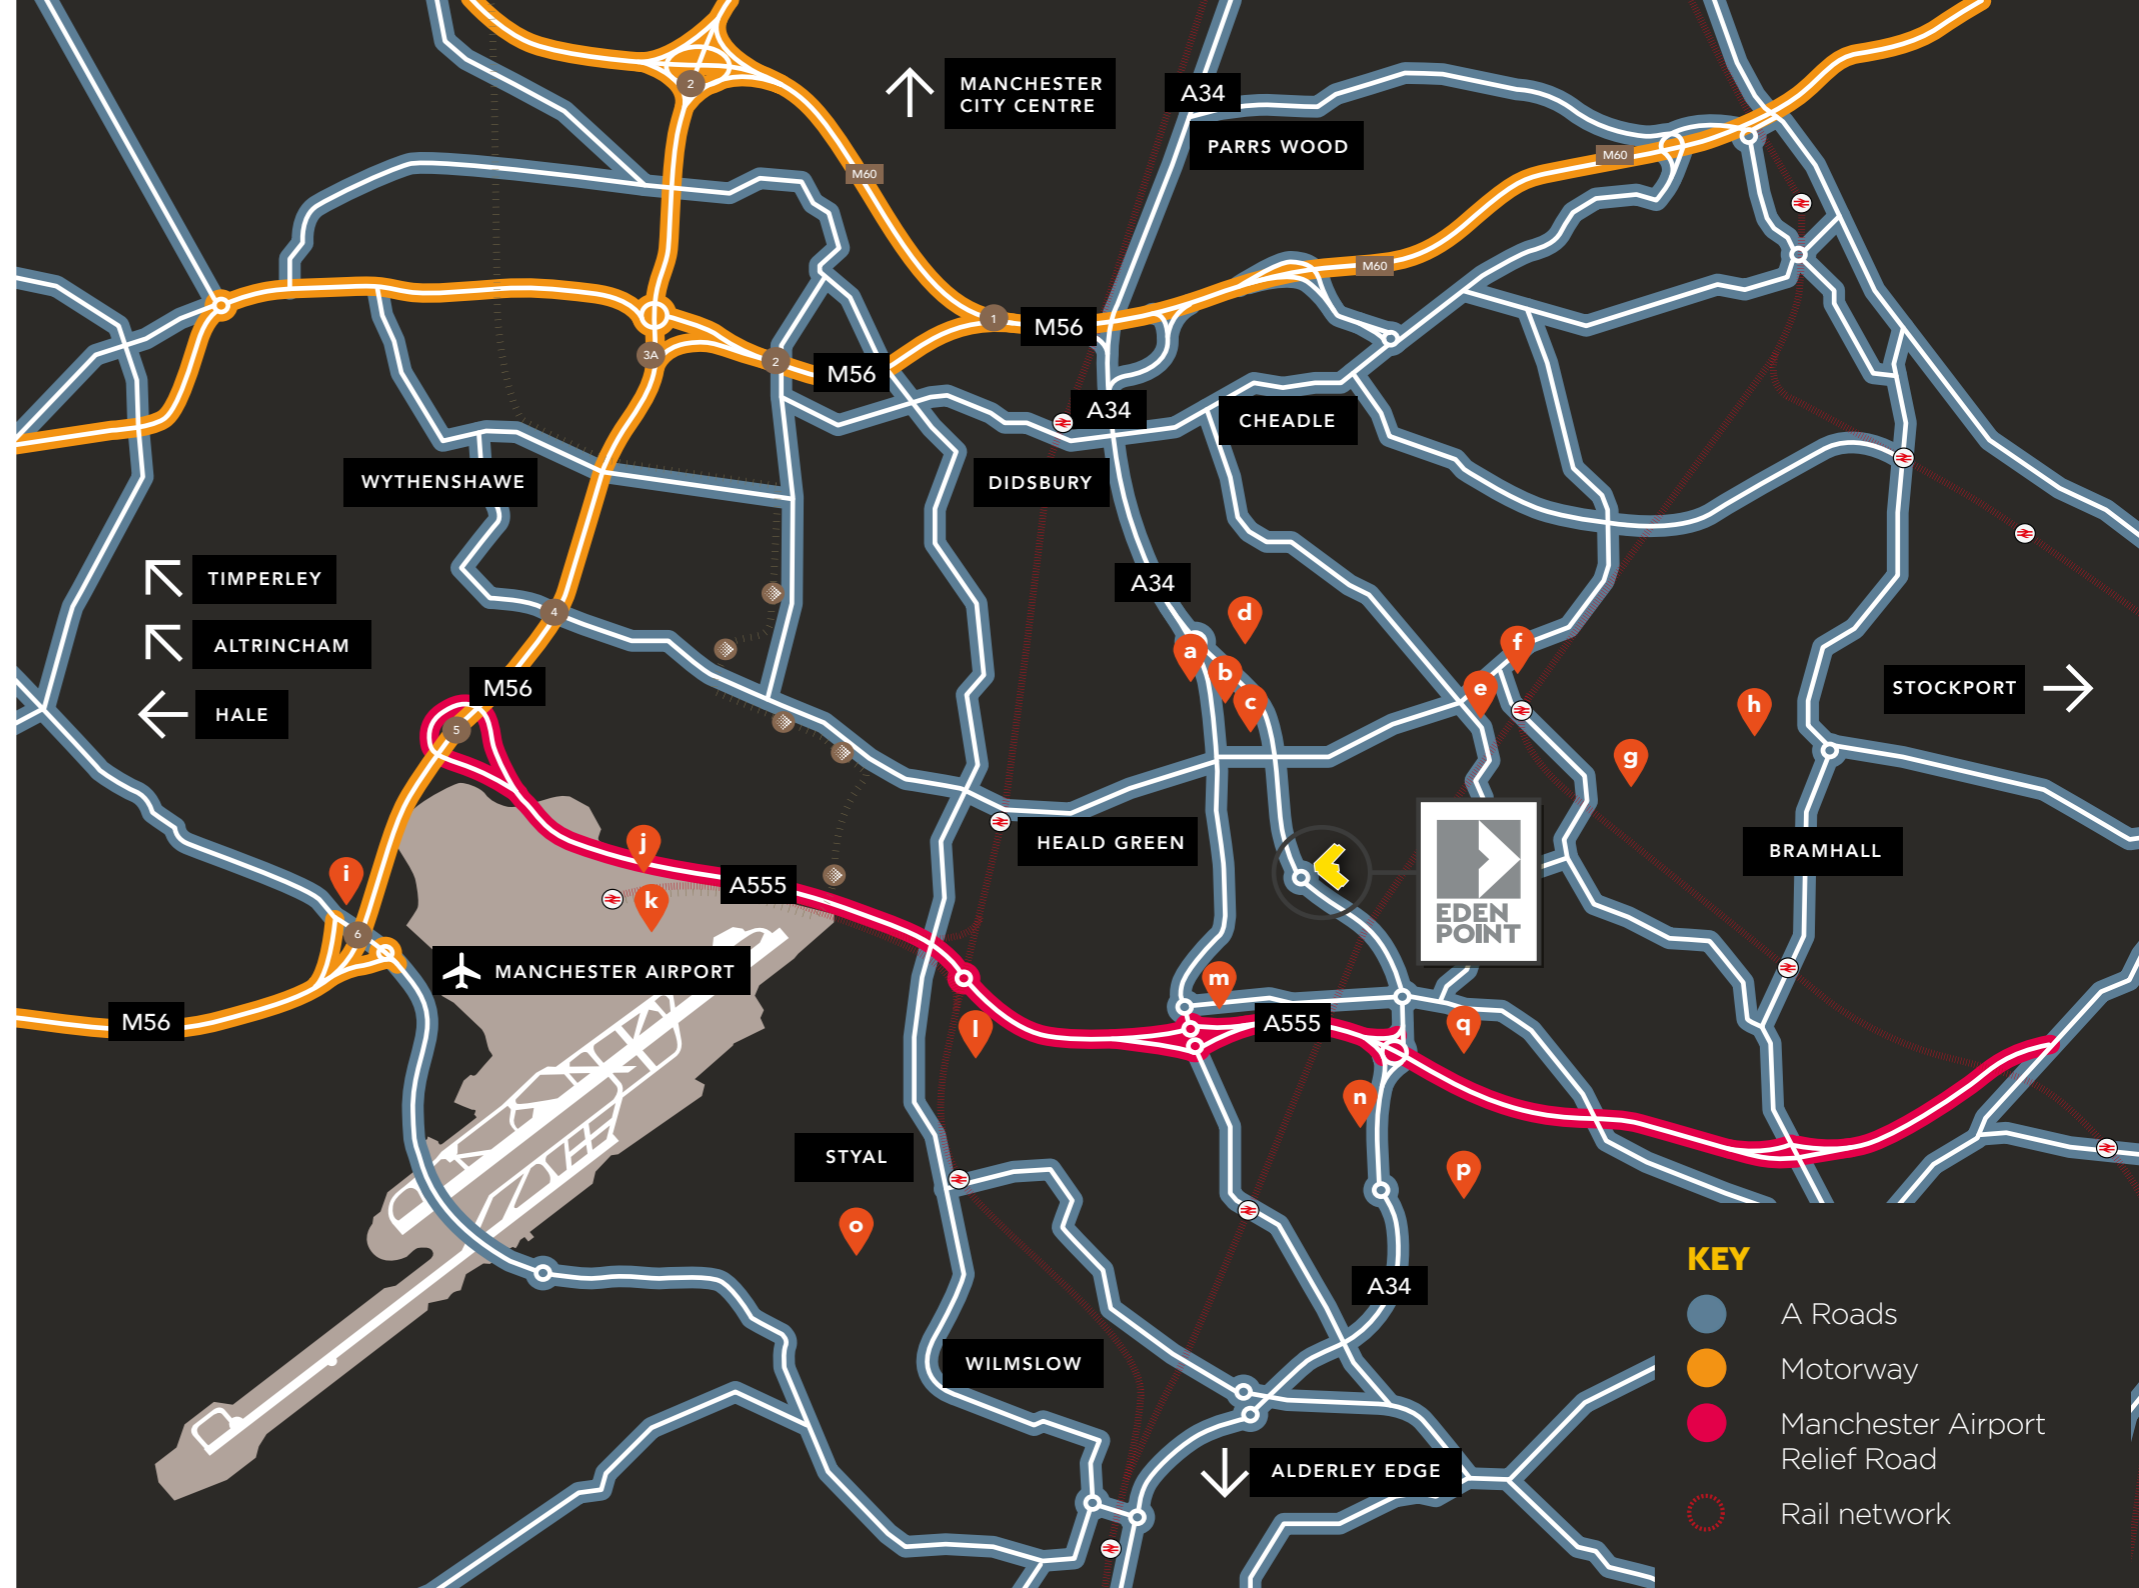 2
MANCHESTER
CITY CENTRE
A34
PARRS WOOD
M60
M60
M60
1
M56
3A
2
M56
A34
CHEADLE
WYTHENSHAWE
DIDSBURY
TIMPERLEY
A34
4
d
ALTRINCHAM
a
f
b
M56
e
STOCKPORT
HALE
c
h
5
g
j
HEALD GREEN
BRAMHALL
i
A555
k
EDEN
POINT
6
MANCHESTER AIRPORT
m
M56
l
A555
q
n
STYAL
p
o
KEY
A34
A Roads
WILMSLOW
Motorway
Manchester Airport
Relief Road
ALDERLEY EDGE
Rail network